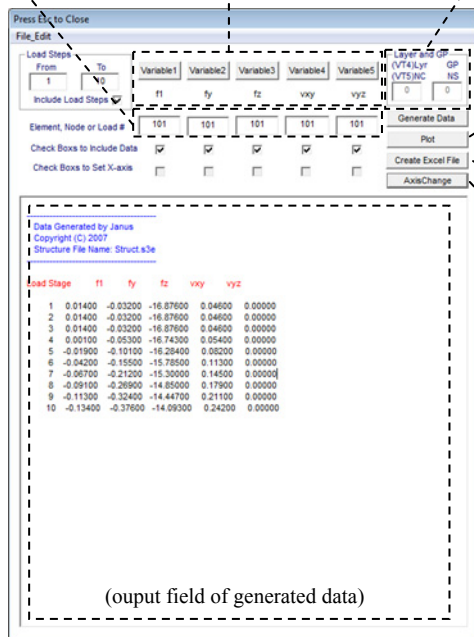 Press Esc to Close
File_Edit
Load Steps
From To
1 10
Include Load Steps
Variable1 Variable2 Variable3 Variable4 Variable5
f1 fy fz vxy vyz
Layer and GP
(VT4)Lyr GP
(VT5)NC NS
0 0
Element, Node or Load # 101 101 101 101 101
Generate Data
Check Boxs to Include Data
Plot
Check Boxs to Set X-axis
Create Excel File
AxisChange
Data Generated by Janus
Copyright (C) 2007
Structure File Name: Struct.s3e
Load Stage f1 fy fz vxy vyz
1 0.01400 -0.03200 -16.87600 0.04600 0.00000
2 0.01400 -0.03200 -16.87600 0.04600 0.00000
3 0.01400 -0.03200 -16.87600 0.04600 0.00000
4 0.00100 -0.05300 -16.74300 0.05400 0.00000
5 -0.01900 -0.10100 -16.28400 0.08200 0.00000
6 -0.04200 -0.15500 -15.78500 0.11300 0.00000
7 -0.06700 -0.21200 -15.30000 0.14500 0.00000
8 -0.09100 -0.26900 -14.85000 0.17900 0.00000
9 -0.11300 -0.32400 -14.44700 0.21100 0.00000
10 -0.13400 -0.37600 -14.09300 0.24200 0.00000
(ouput field of generated data)